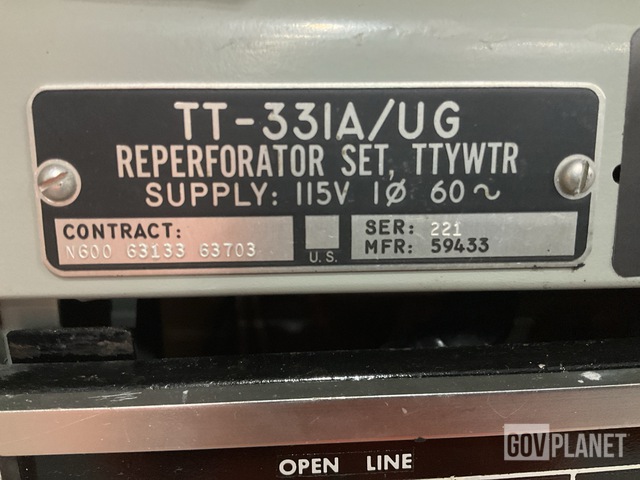 TT-331A/UG
REPERFORATOR SET, TTYWTR
SUPPLY: 115V 1Ø 60~
CONTRACT:
N600 63133 63703
U.S.
SER: 221
MFR: 59433
GOVPLANET
OPEN LINE